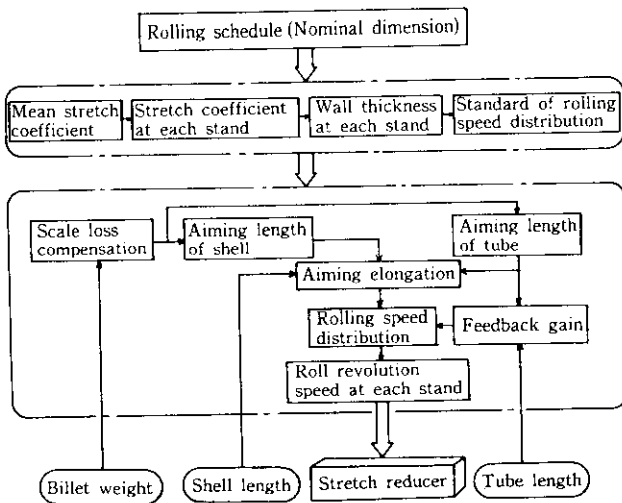 Rolling schedule (Nominal dimension)
Mean stretch
coefficient
Stretch coefficient
at each stand
Wall thickness
at each stand
Standard of rolling
speed distribution
Scale loss
compensation
Aiming length
of shell
Aiming length
of tube
Aiming elongation
Rolling speed
distribution
Feedback gain
Roll revolution
speed at each stand
Billet weight
Shell length
Stretch reducer
Tube length